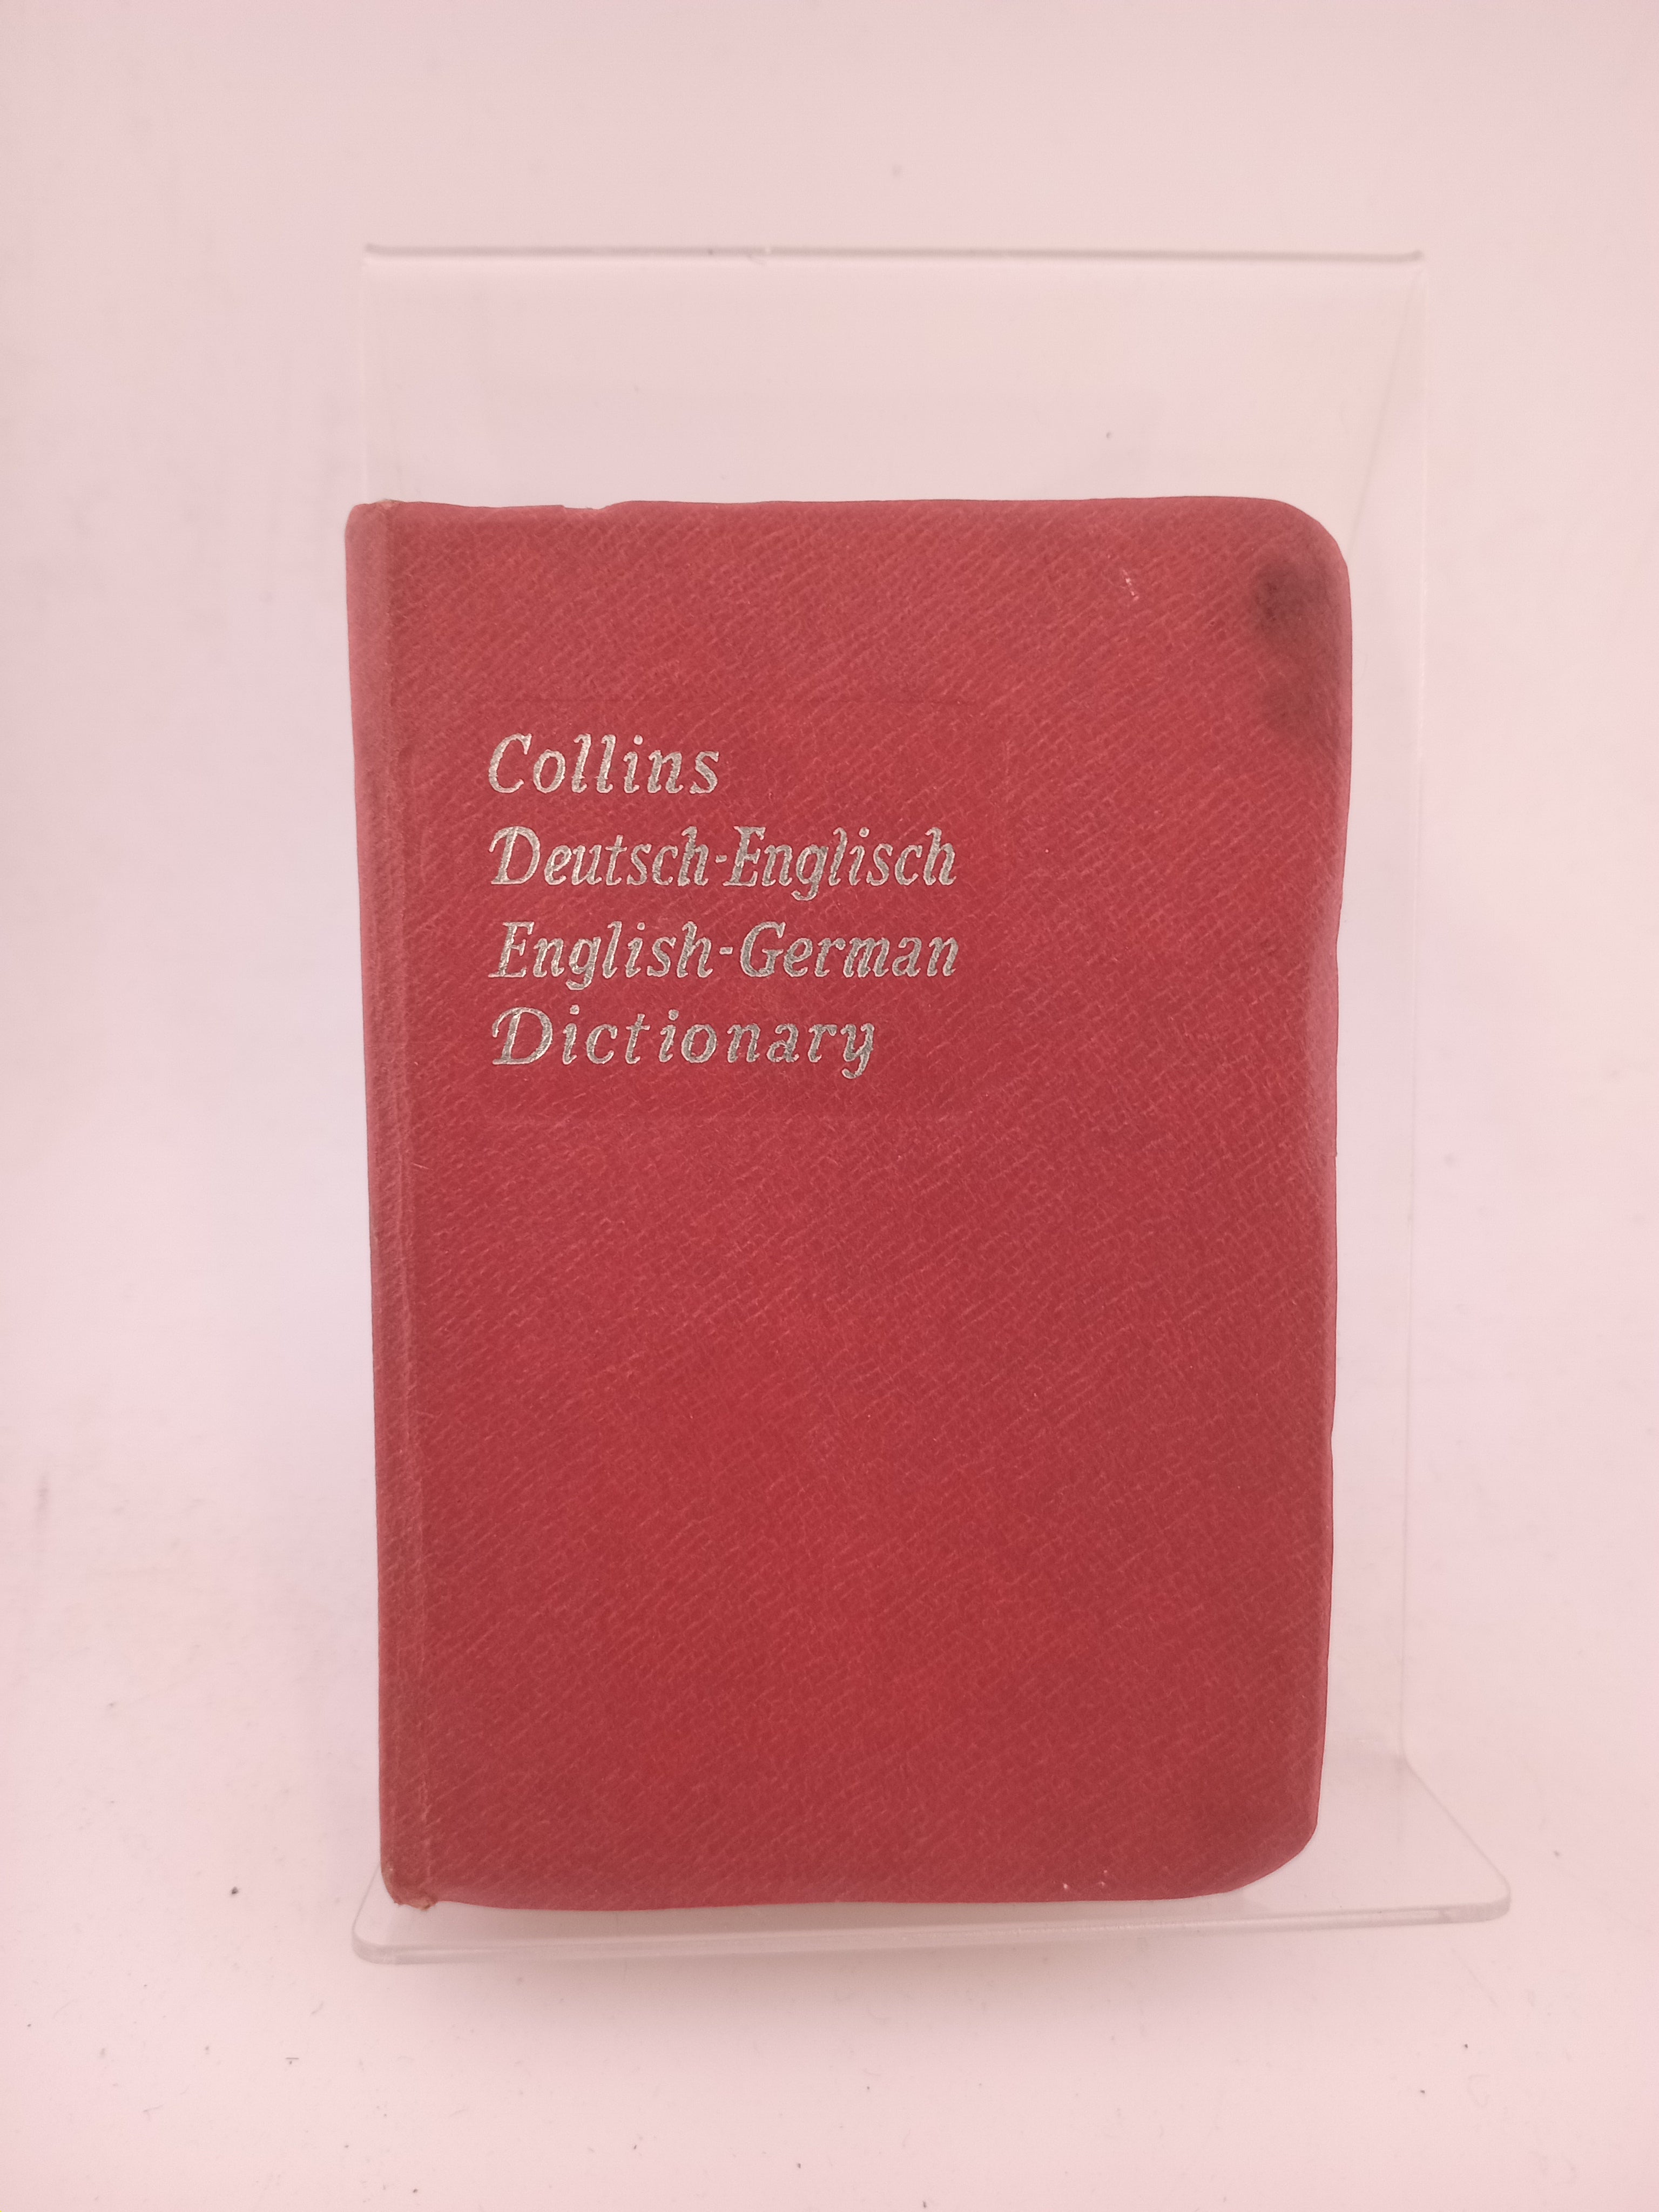 Collins
Deutsch-Englisch
English-German
Dictionary